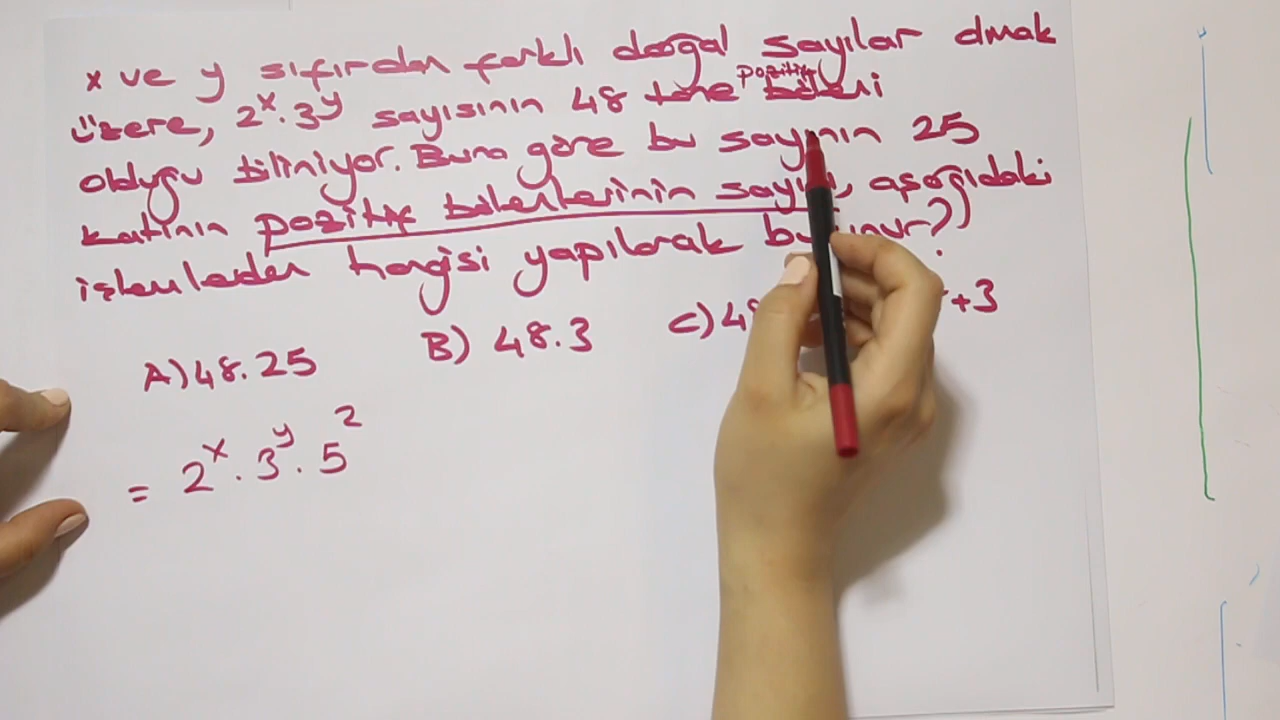 x ve y sıfırdan farklı doğal sayılar olmak
pozitif
üzere, 2^x.3^y sayısının 48 tane böleni
olduğu biliniyor. Buna göre bu sayının 25
katının pozitif bölenlerinin sayısı, aşağıdaki
işlemlerden hangisi yapılarak bulunur?
A) 48.25 B) 48.3 C) 48 +3
= 2^x . 3^y . 5^2